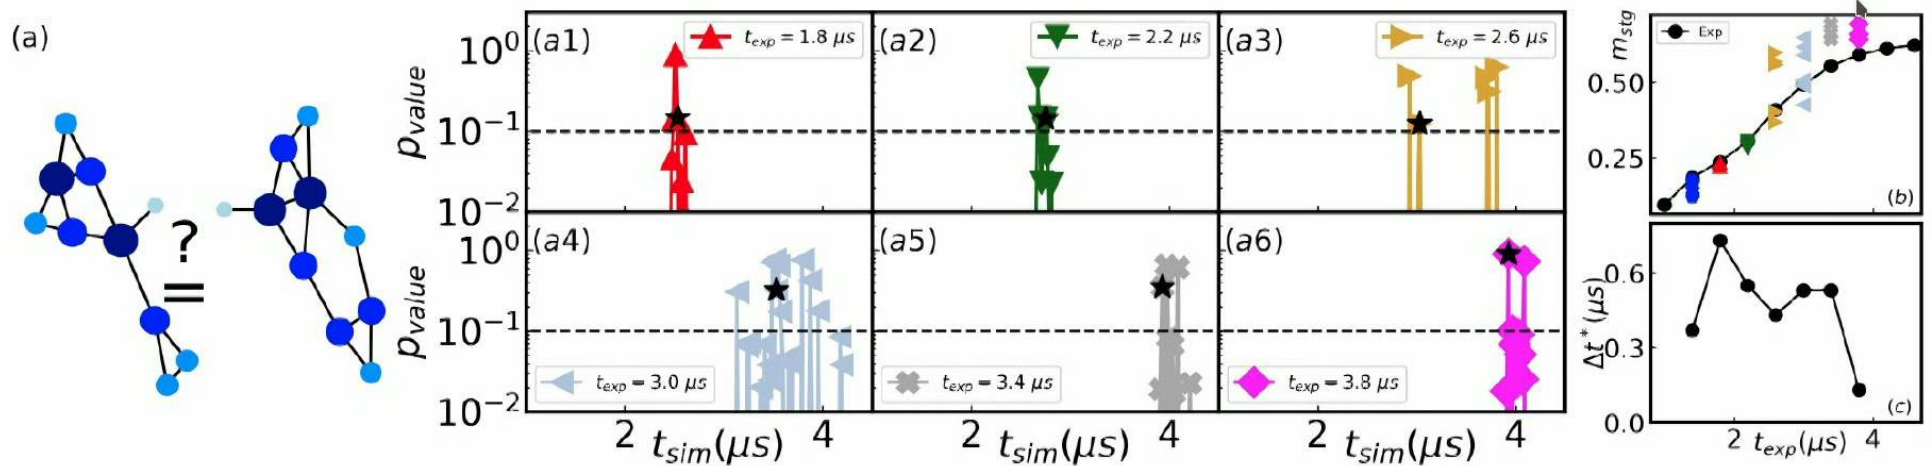 (a)
?
=
p_value
10^0
10^-1
10^-2
(a1)
t_exp = 1.8 μs
(a2)
t_exp = 2.2 μs
(a3)
t_exp = 2.6 μs
p_value
10^0
10^-1
10^-2
(a4)
t_exp = 3.0 μs
(a5)
t_exp = 3.4 μs
(a6)
t_exp = 3.8 μs
2 4
t_sim(μs)
2 4
t_sim(μs)
2 4
t_sim(μs)
m_stg
0.50
0.25
Exp
(b)
Δt*(μs)
0.6
0.3
0.0
(c)
2 4
t_exp(μs)